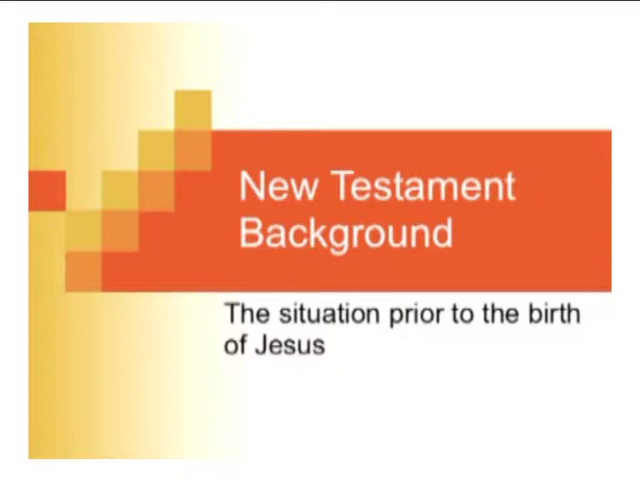 New Testament
Background
The situation prior to the birth
of Jesus